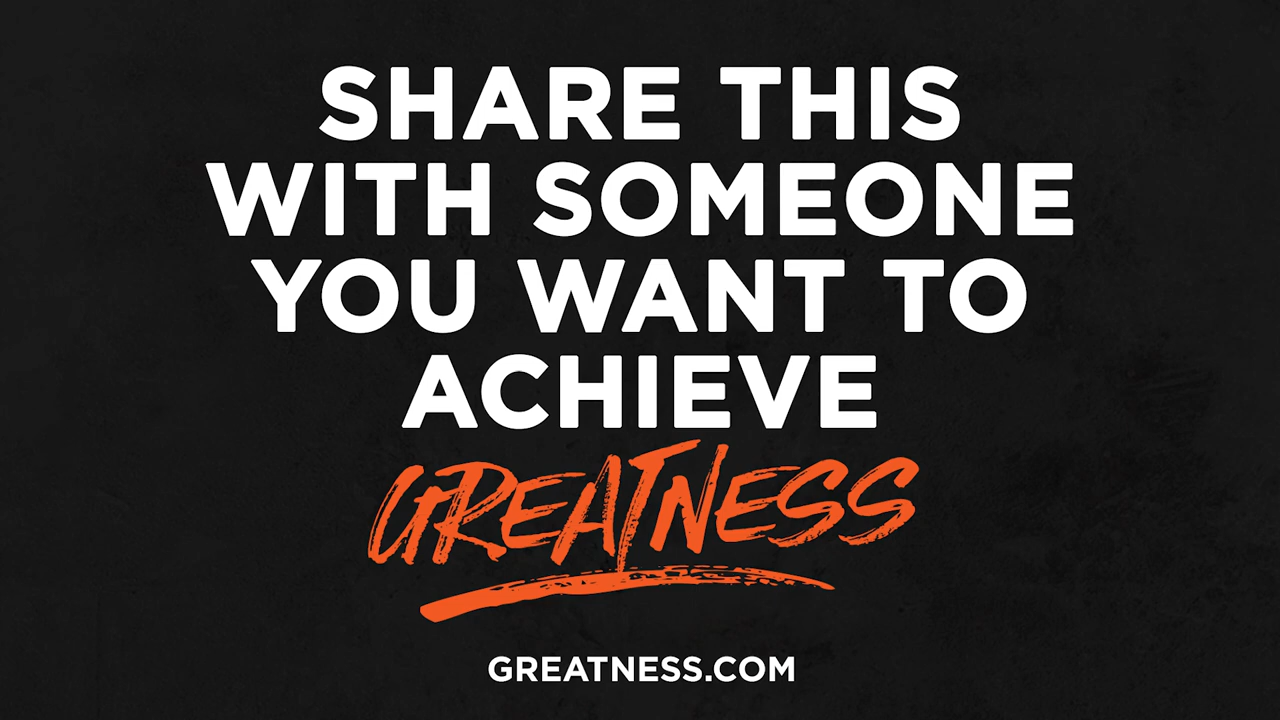 SHARE THIS
WITH SOMEONE
YOU WANT TO
ACHIEVE
GREATNESS
GREATNESS.COM